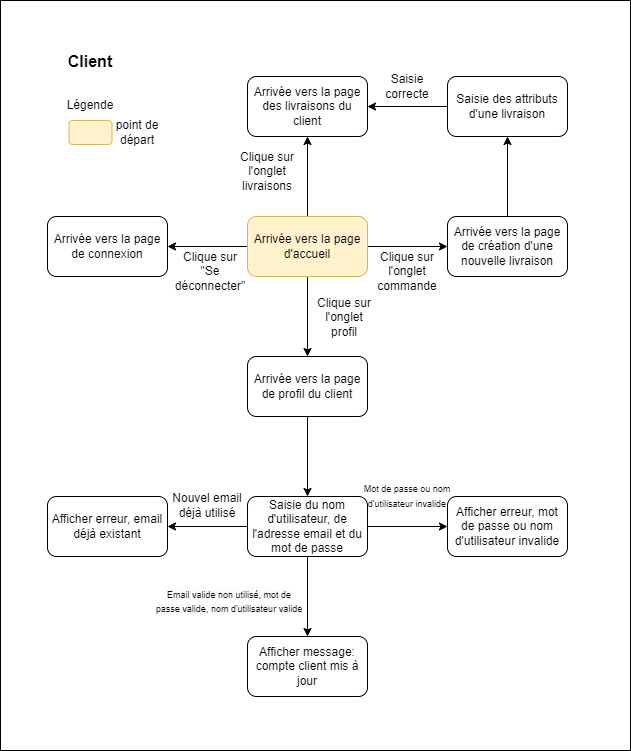 Client
Légende
point de
départ
Arrivée vers la page
des livraisons du
client
Saisie
correcte
Saisie des attributs
d'une livraison
Clique sur
l'onglet
livraisons
Arrivée vers la page
de connexion
Clique sur
"Se
déconnecter"
Arrivée vers la page
d'accueil
Clique sur
l'onglet
commande
Arrivée vers la page
de création d'une
nouvelle livraison
Clique sur
l'onglet
profil
Arrivée vers la page
de profil du client
Afficher erreur, email
déjà existant
Nouvel email
déjà utilisé
Saisie du nom
d'utilisateur, de
l'adresse email et du
mot de passe
Mot de passe ou nom
d'utilisateur invalide
Afficher erreur, mot
de passe ou nom
d'utilisateur invalide
Email valide non utilisé, mot de
passe valide, nom d'utilisateur valide
Afficher message:
compte client mis à
jour